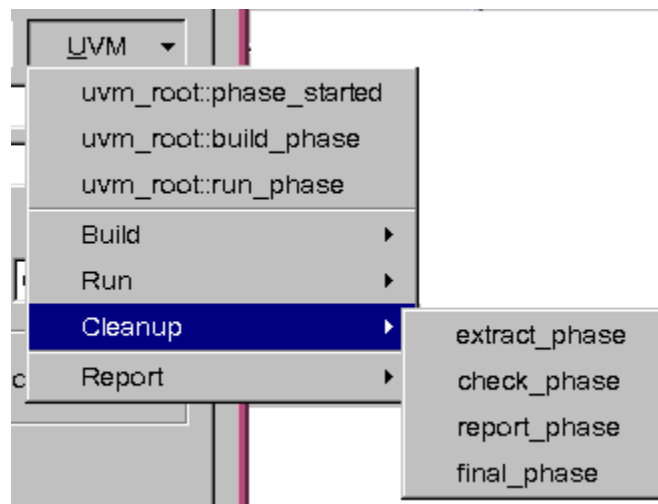 UVM
uvm_root::phase_started
uvm_root::build_phase
uvm_root::run_phase
Build
Run
Cleanup
Report
extract_phase
check_phase
report_phase
final_phase